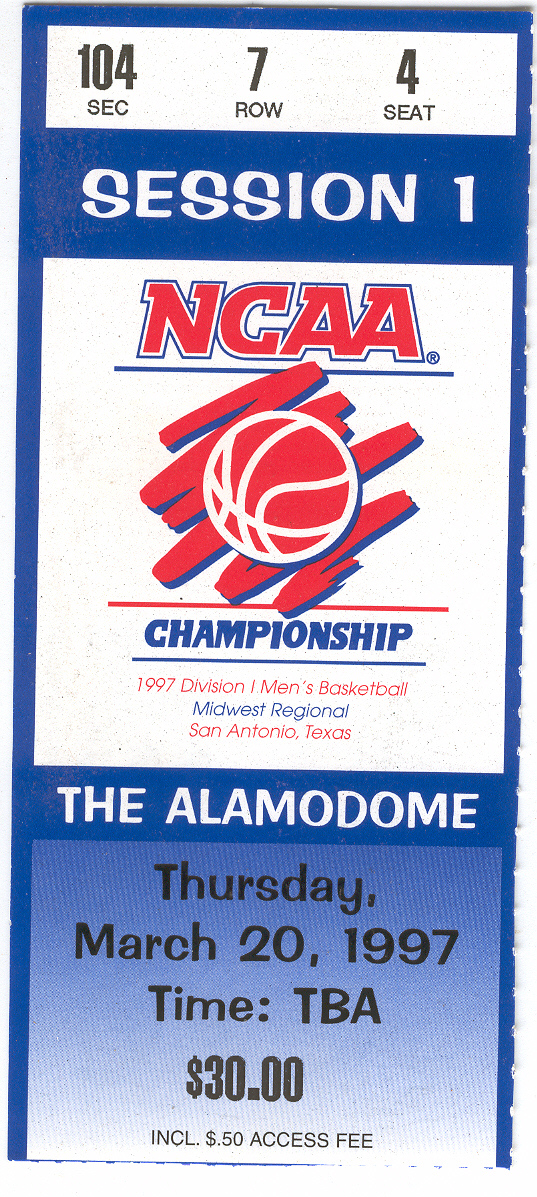 104 7 4
SEC ROW SEAT
SESSION 1
NCAA®
CHAMPIONSHIP
1997 Division I Men's Basketball
Midwest Regional
San Antonio, Texas
THE ALAMODOME
Thursday,
March 20, 1997
Time: TBA
$30.00
INCL. $.50 ACCESS FEE